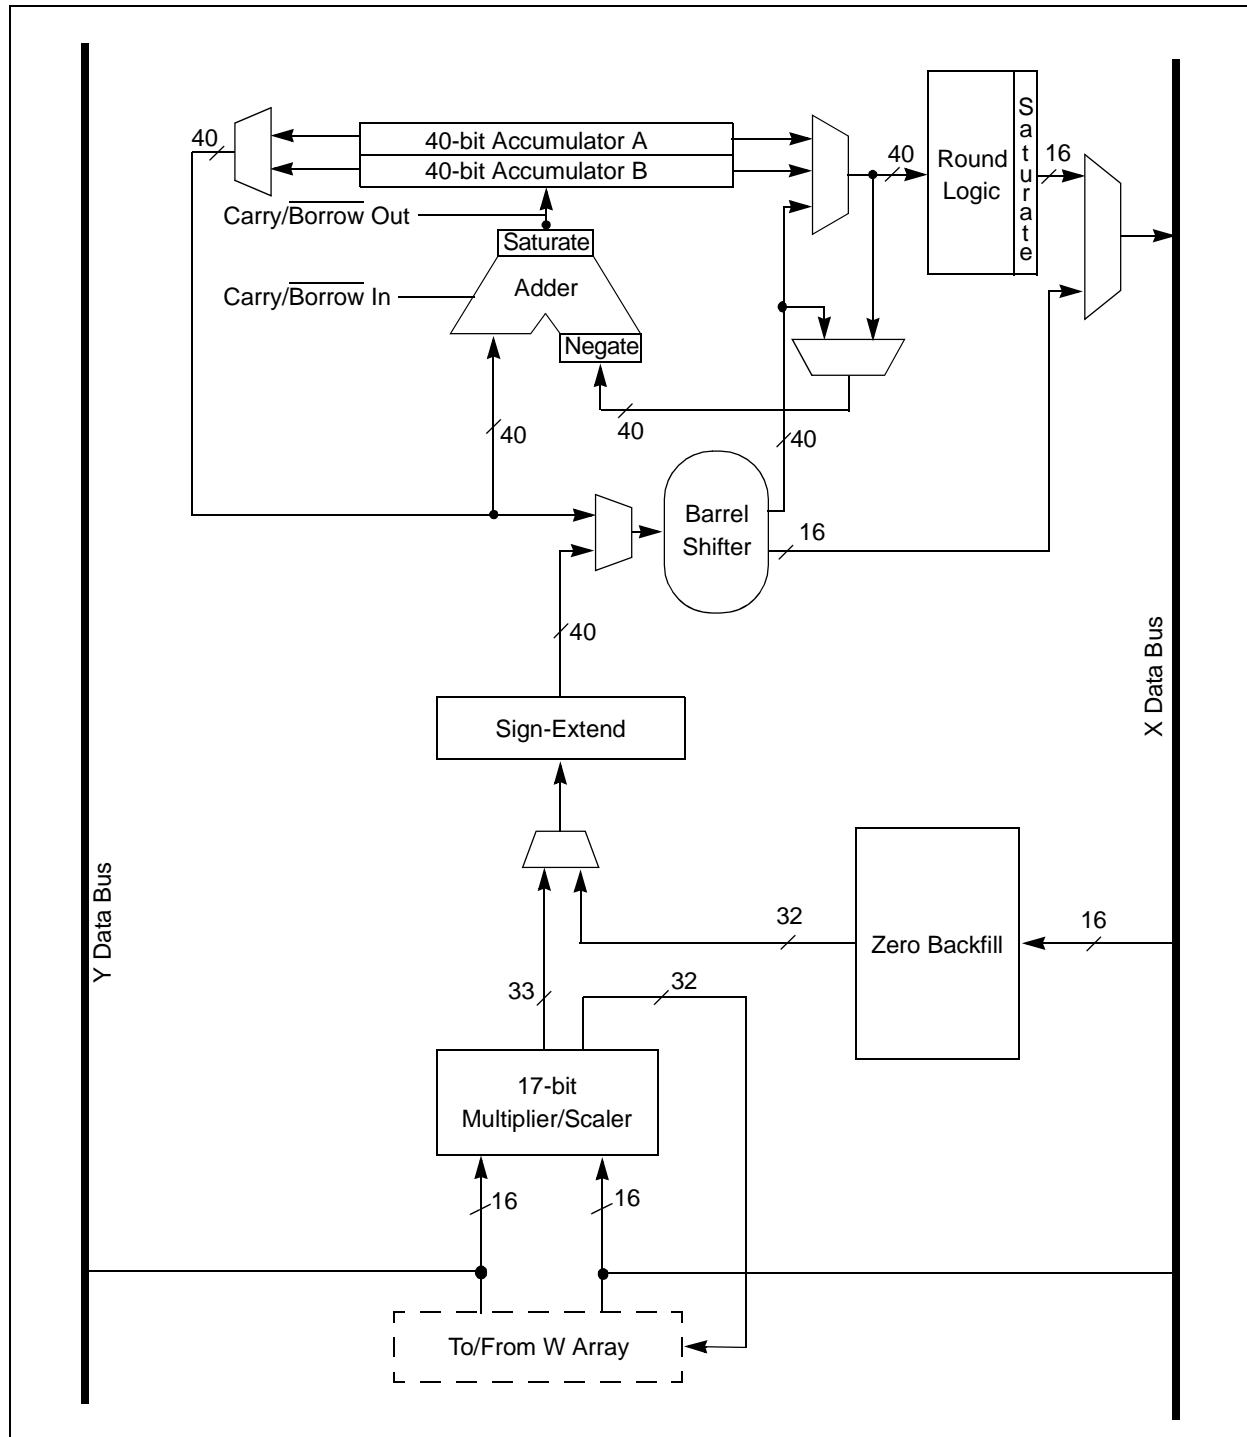 40
40-bit Accumulator A
40-bit Accumulator B
40
Round
Logic
Saturate
16
Carry/Borrow Out
Saturate
Carry/Borrow In
Adder
Negate
40
40
40
Barrel
Shifter
16
40
X Data Bus
Sign-Extend
Y Data Bus
32
Zero Backfill
16
33
32
17-bit
Multiplier/Scaler
16
16
To/From W Array